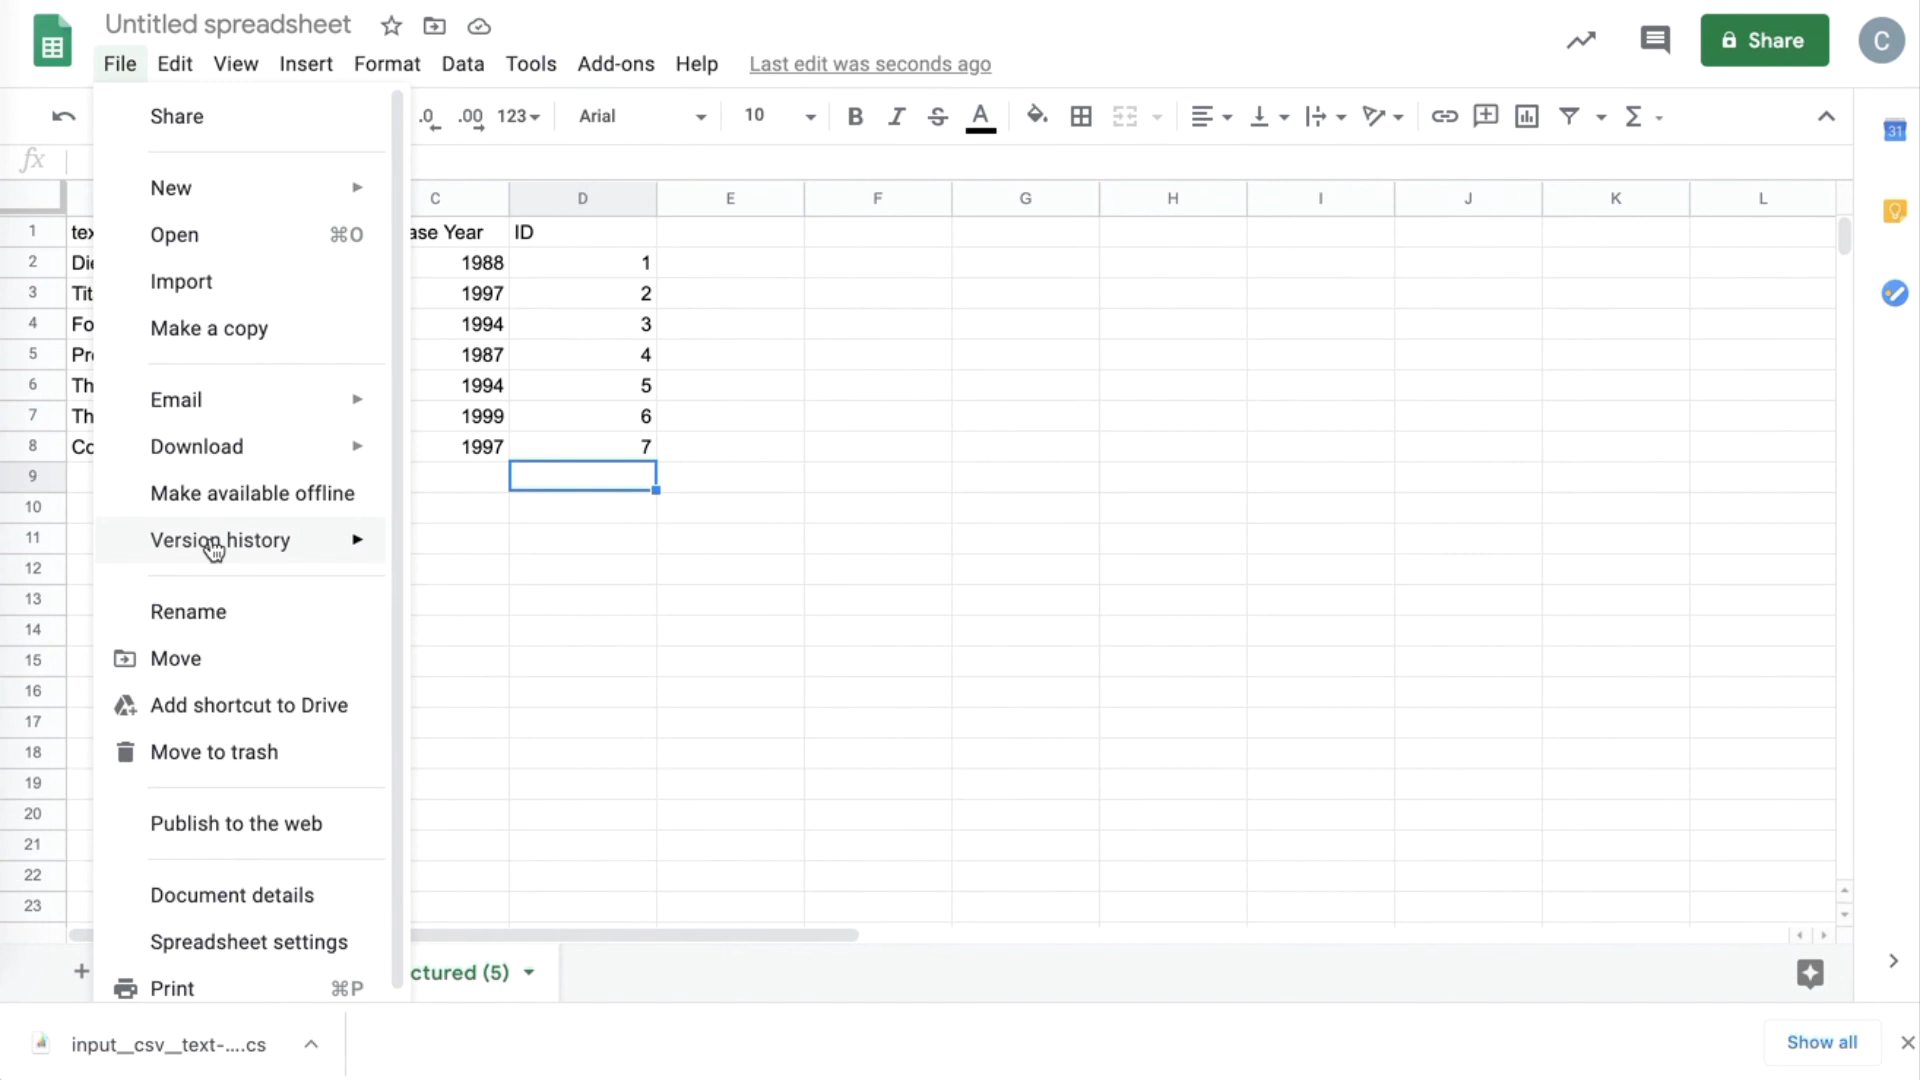 Untitled spreadsheet
File Edit View Insert Format Data Tools Add-ons Help Last edit was seconds ago
Share
C
.0 .00 123 Arial 10 B I S A Σ
fx
Share
New
Open ⌘O
Import
Make a copy
Email
Download
Make available offline
Version history
Rename
Move
Add shortcut to Drive
Move to trash
Publish to the web
Document details
Spreadsheet settings
Print ⌘P
C D E F G H I J K L
1 tex ase Year ID
2 Die 1988 1
3 Tit 1997 2
4 Fo 1994 3
5 Pre 1987 4
6 Th 1994 5
7 Th 1999 6
8 Co 1997 7
9
10
11
12
13
14
15
16
17
18
19
20
21
22
23
31
+ ctured (5)
input__csv__text-....cs
Show all